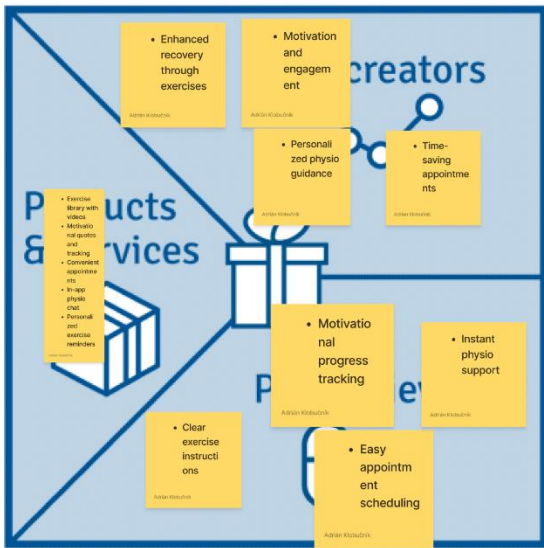 • Enhanced
recovery
through
exercises
Adrián Klobučník
• Motivation
and
engagem
ent
Adrián Klobučník
creators
• Personali
zed physio
guidance
Adrián Klobučník
• Time-
saving
appointme
nts
Adrián Klobučník
Products
& Services
• Exercise
library with
videos
• Motivatio
nal quotes
and
tracking
• Convenient
appointme
nts
• In-app
physio
chat
• Personali
zed
exercise
reminders
Adrián Klobučník
• Motivatio
nal
progress
tracking
Adrián Klobučník
• Instant
physio
support
Adrián Klobučník
• Clear
exercise
instructi
ons
Adrián Klobučník
• Easy
appointm
ent
scheduling
Adrián Klobučník